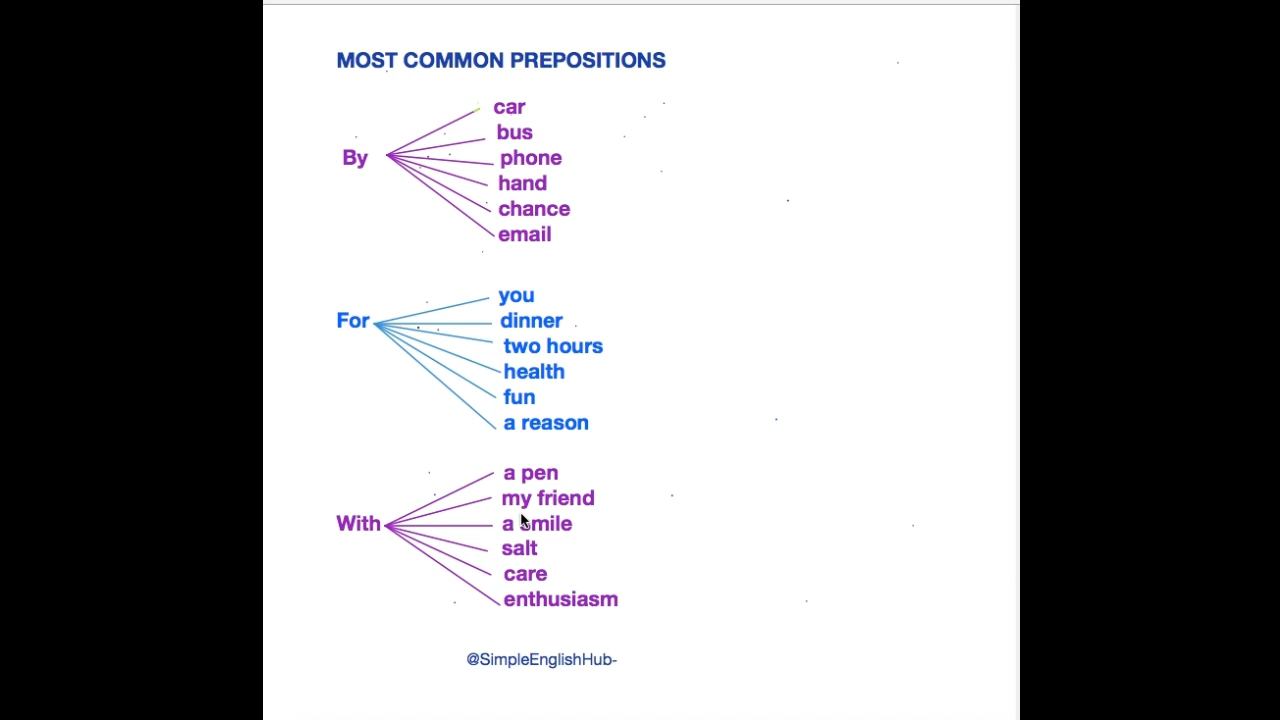 MOST COMMON PREPOSITIONS
By
car
bus
phone
hand
chance
email
For
you
dinner
two hours
health
fun
a reason
With
a pen
my friend
a smile
salt
care
enthusiasm
@SimpleEnglishHub-